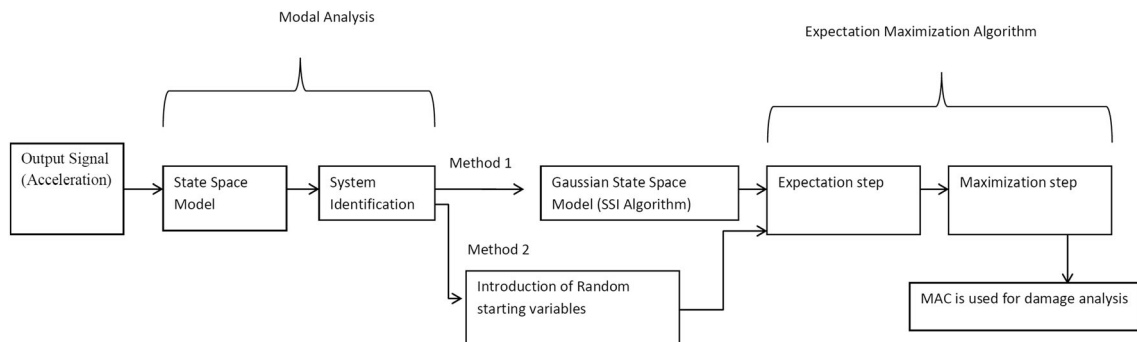 Modal Analysis
Expectation Maximization Algorithm
Output Signal
(Acceleration)
State Space
Model
System
Identification
Method 1
Gaussian State Space
Model (SSI Algorithm)
Expectation step
Maximization step
Method 2
Introduction of Random
starting variables
MAC is used for damage analysis